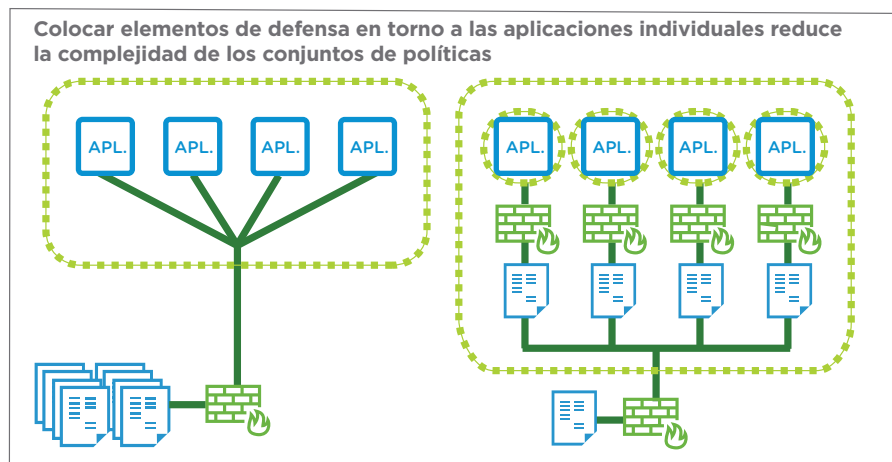 Colocar elementos de defensa en torno a las aplicaciones individuales reduce
la complejidad de los conjuntos de políticas
APL. APL. APL. APL. APL. APL. APL. APL.